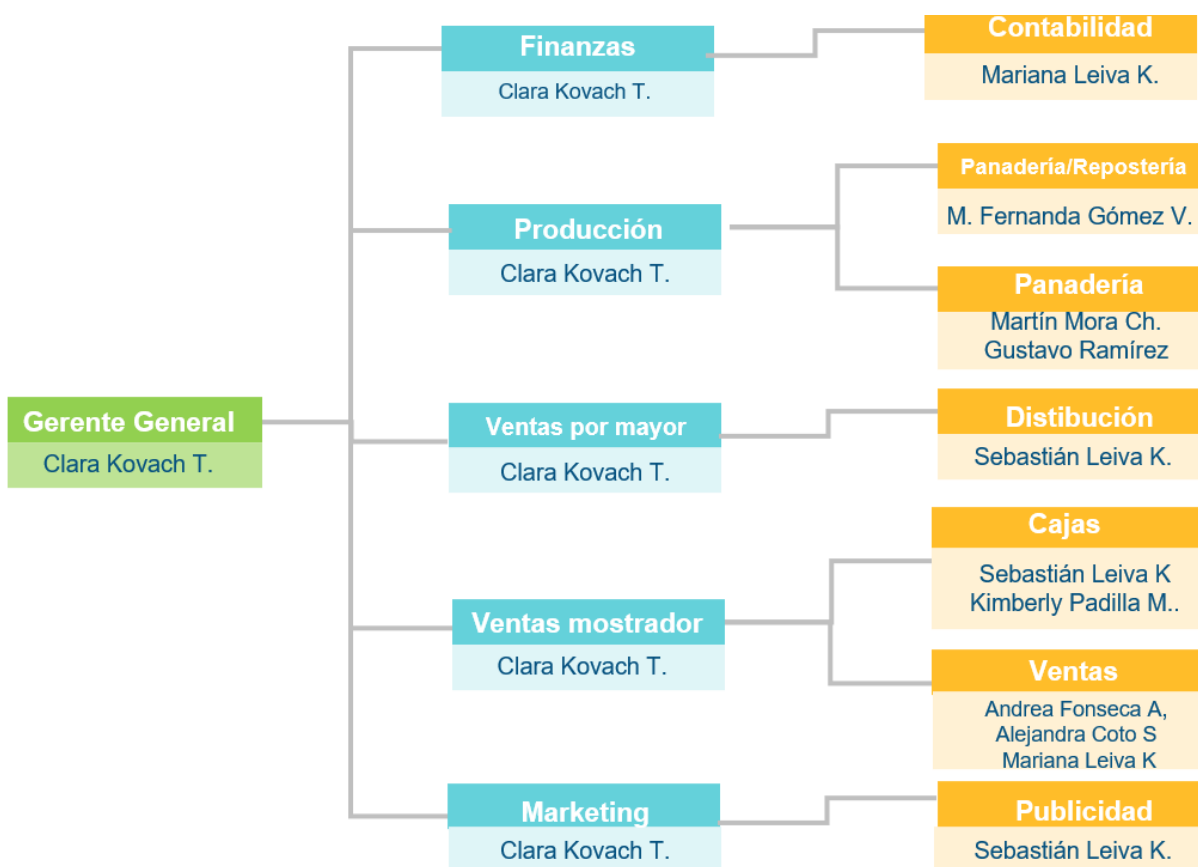 Finanzas
Clara Kovach T.
Contabilidad
Mariana Leiva K.
Producción
Clara Kovach T.
Panadería/Repostería
M. Fernanda Gómez V.
Panadería
Martín Mora Ch.
Gustavo Ramírez
Gerente General
Clara Kovach T.
Ventas por mayor
Clara Kovach T.
Distibución
Sebastián Leiva K.
Ventas mostrador
Clara Kovach T.
Cajas
Sebastián Leiva K
Kimberly Padilla M..
Ventas
Andrea Fonseca A,
Alejandra Coto S
Mariana Leiva K
Marketing
Clara Kovach T.
Publicidad
Sebastián Leiva K.